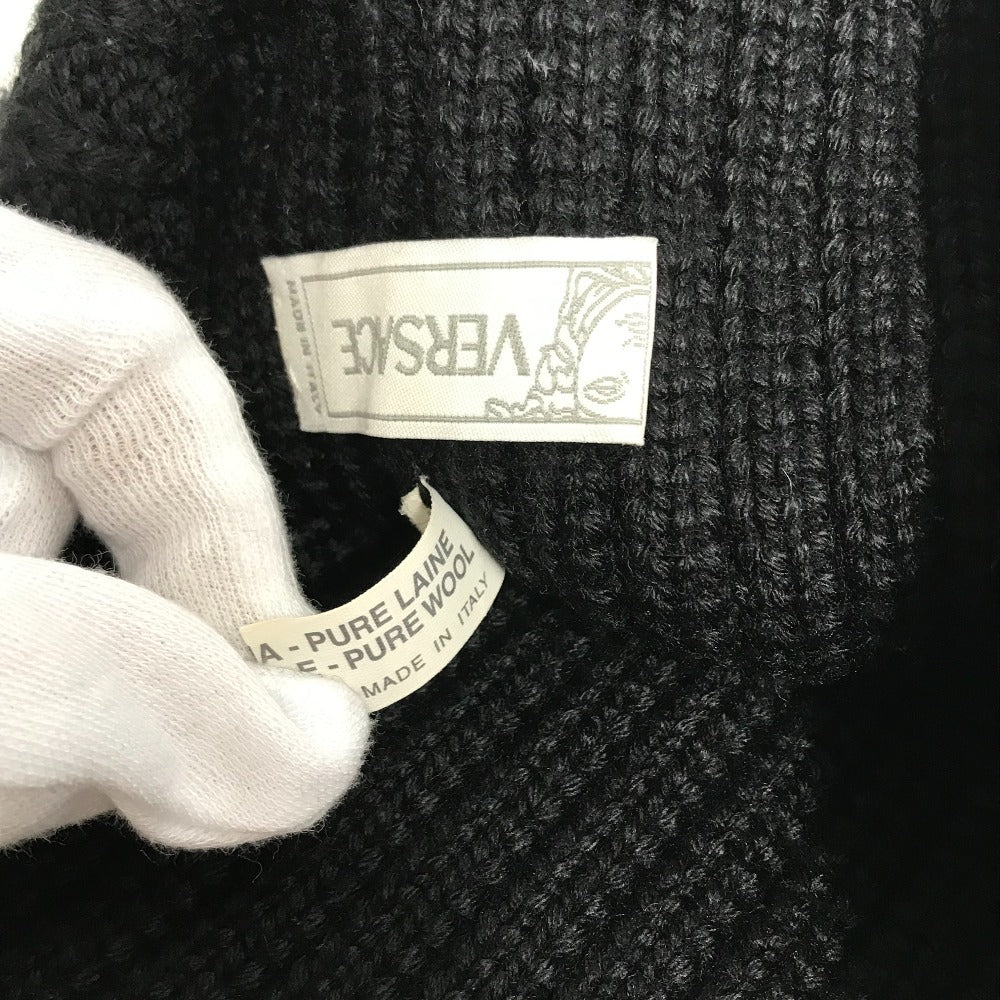 VERSACE
MADE IN ITALY
- PURE LAINE
- PURE WOOL
MADE IN ITALY